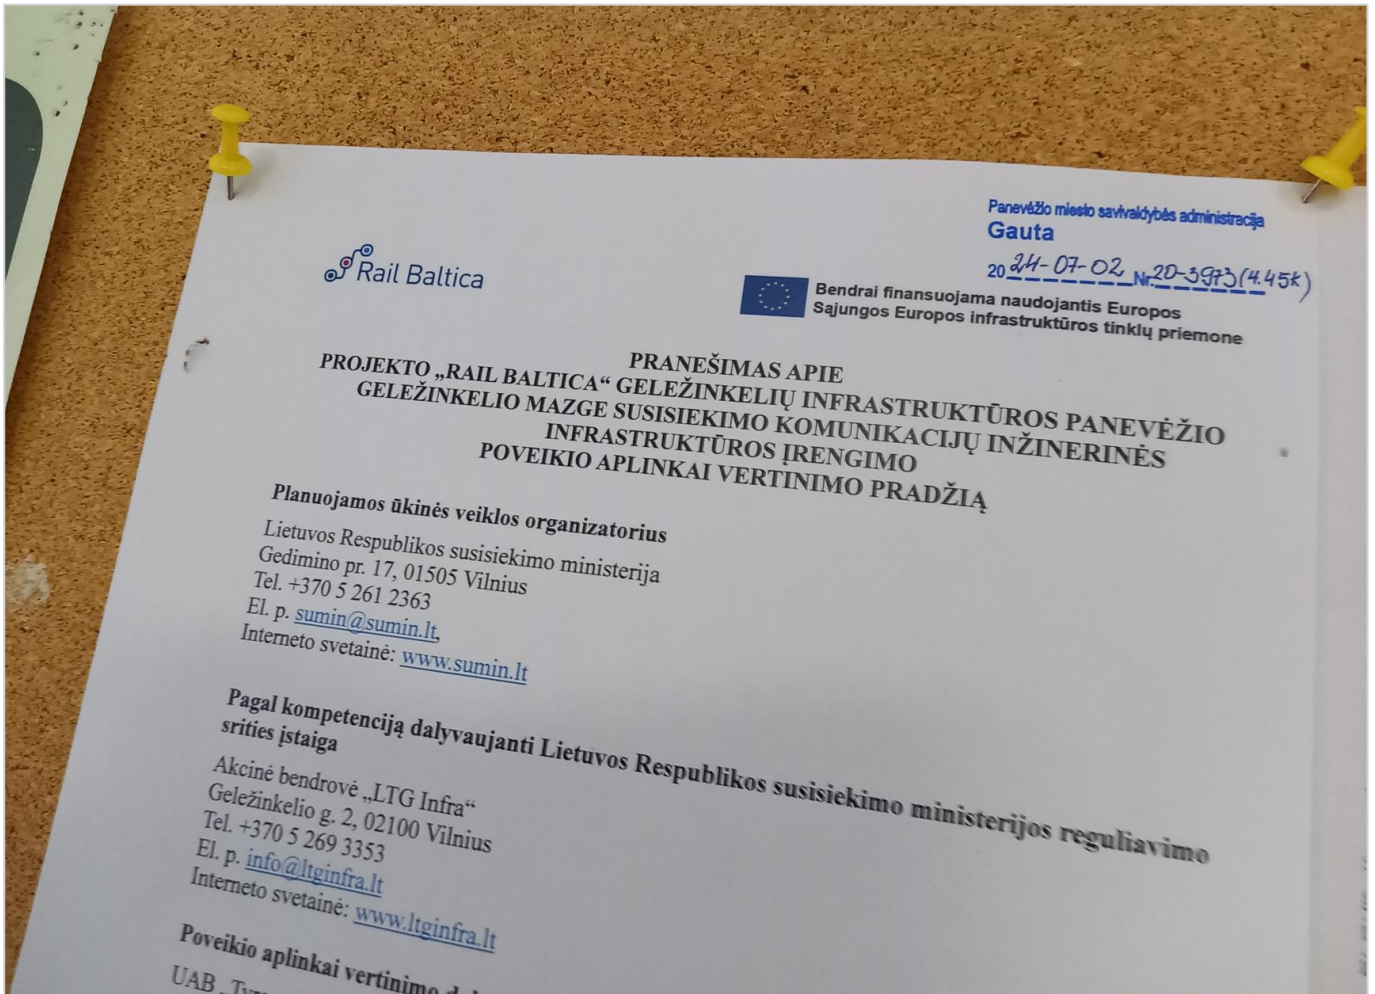 Panevėžio miesto savivaldybės administracija
Gauta
2024-07-02 Nr. 20-3973 (4.45k)
Rail Baltica
Bendrai finansuojama naudojantis Europos
Sąjungos Europos infrastruktūros tinklų priemone
PRANEŠIMAS APIE
PROJEKTO „RAIL BALTICA“ GELEŽINKELIŲ INFRASTRUKTŪROS PANEVĖŽIO
GELEŽINKELIO MAZGE SUSISIEKIMO KOMUNIKACIJŲ INŽINERINĖS
INFRASTRUKTŪROS ĮRENGIMO
POVEIKIO APLINKAI VERTINIMO PRADŽIĄ
Planuojamos ūkinės veiklos organizatorius
Lietuvos Respublikos susisiekimo ministerija
Gedimino pr. 17, 01505 Vilnius
Tel. +370 5 261 2363
El. p. sumin@sumin.lt,
Interneto svetainė: www.sumin.lt
Pagal kompetenciją dalyvaujanti Lietuvos Respublikos susisiekimo ministerijos reguliavimo
srities įstaiga
Akcinė bendrovė „LTG Infra“
Geležinkelio g. 2, 02100 Vilnius
Tel. +370 5 269 3353
El. p. info@ltginfra.lt
Interneto svetainė: www.ltginfra.lt
Poveikio aplinkai vertinimo
UAB